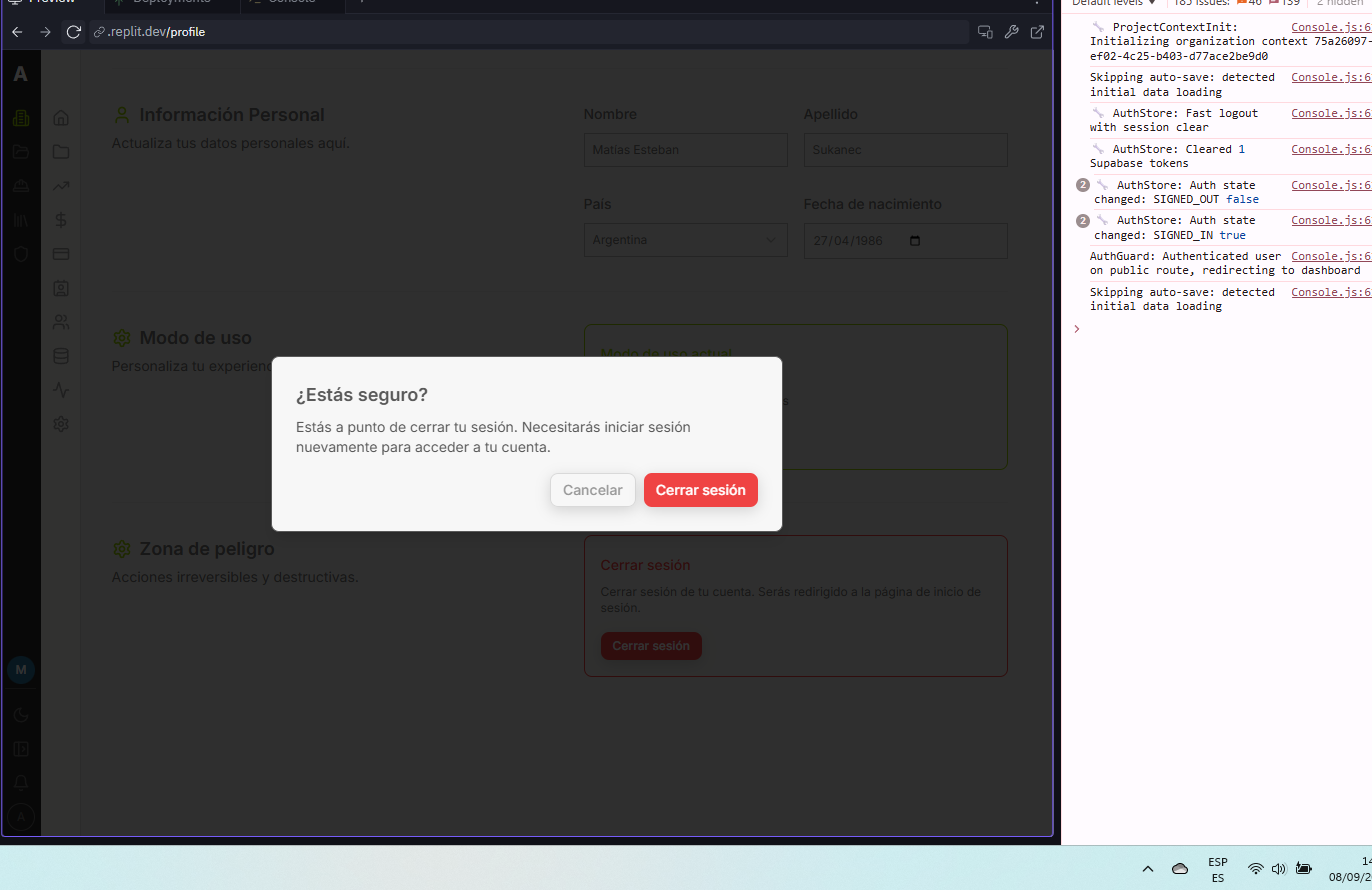 .replit.dev/profile
A
Información Personal
Actualiza tus datos personales aquí.
Nombre
Apellido
Matías Esteban
Sukanec
País
Fecha de nacimiento
Argentina
27/04/1986
Modo de uso
Personaliza tu experienc
Modo de uso actual
s
¿Estás seguro?
Estás a punto de cerrar tu sesión. Necesitarás iniciar sesión
nuevamente para acceder a tu cuenta.
Cancelar
Cerrar sesión
Zona de peligro
Acciones irreversibles y destructivas.
Cerrar sesión
Cerrar sesión de tu cuenta. Serás redirigido a la página de inicio de
sesión.
Cerrar sesión
M
A
Default levels
185 Issues: 46 139
2 hidden
ProjectContextInit: Console.js:6
Initializing organization context 75a26097-
ef02-4c25-b403-d77ace2be9d0
Skipping auto-save: detected Console.js:6
initial data loading
AuthStore: Fast logout Console.js:6
with session clear
AuthStore: Cleared 1 Console.js:6
Supabase tokens
2 AuthStore: Auth state Console.js:6
changed: SIGNED_OUT false
2 AuthStore: Auth state Console.js:6
changed: SIGNED_IN true
AuthGuard: Authenticated user Console.js:6
on public route, redirecting to dashboard
Skipping auto-save: detected Console.js:6
initial data loading
ESP
ES
14
08/09/2